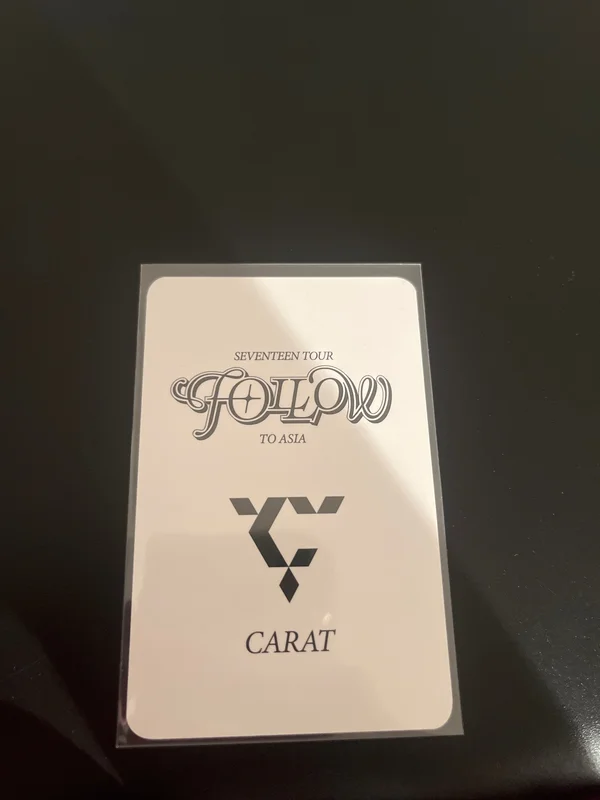 SEVENTEEN TOUR
FOLLOW
TO ASIA
CARAT